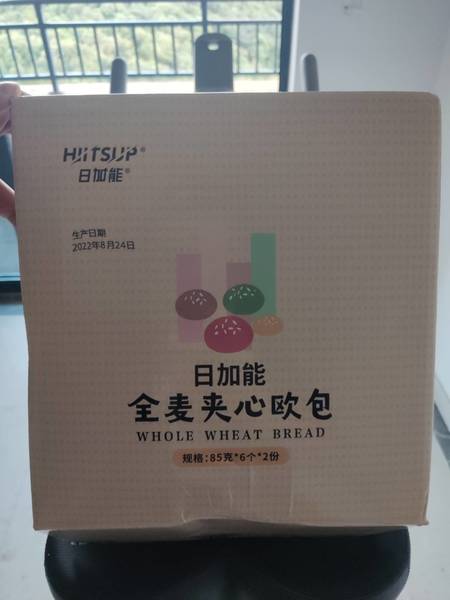 HIITSUP®
日加能®
生产日期
2022年8月24日
日加能
全麦夹心欧包
WHOLE WHEAT BREAD
规格:85克*6个*2份